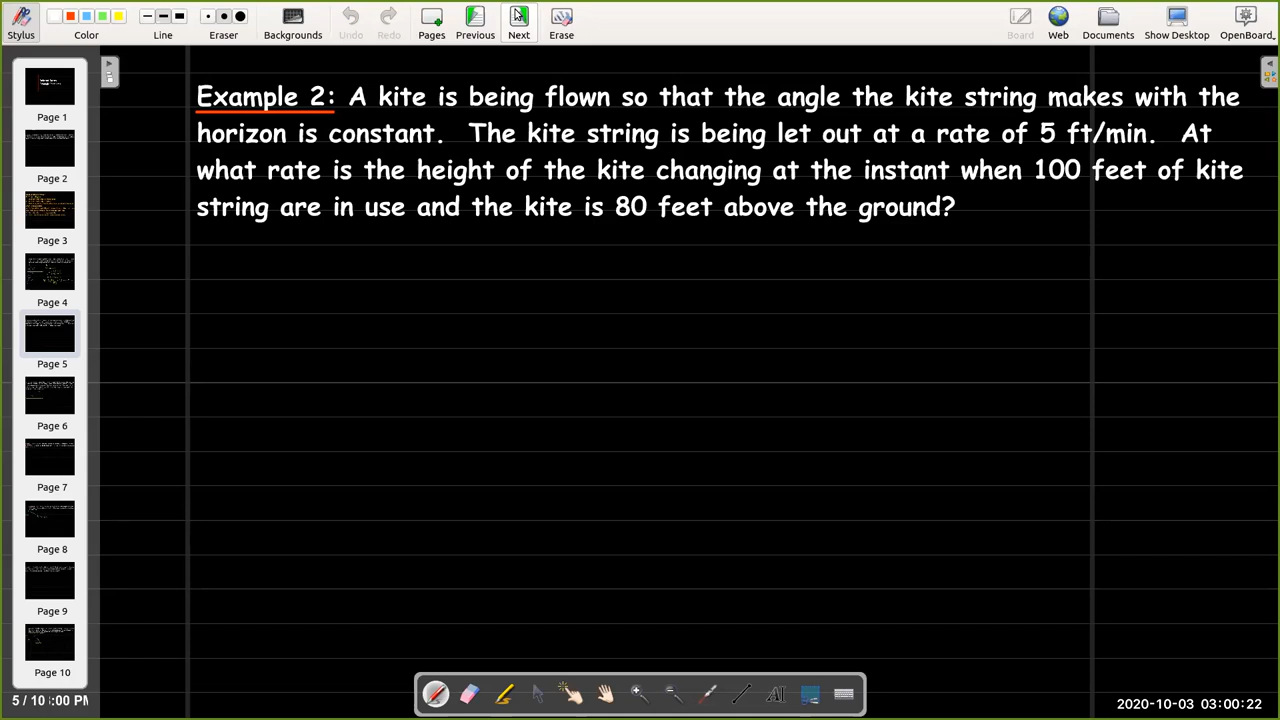 Stylus Color Line Eraser Backgrounds Undo Redo Pages Previous Next Erase Board Web Documents Show Desktop OpenBoard
Page 1
Page 2
Page 3
Page 4
Page 5
Page 6
Page 7
Page 8
Page 9
Page 10
Example 2: A kite is being flown so that the angle the kite string makes with the
horizon is constant. The kite string is being let out at a rate of 5 ft/min. At
what rate is the height of the kite changing at the instant when 100 feet of kite
string are in use and the kite is 80 feet above the ground?
AI
5 / 10 :00 PM
2020-10-03 03:00:22